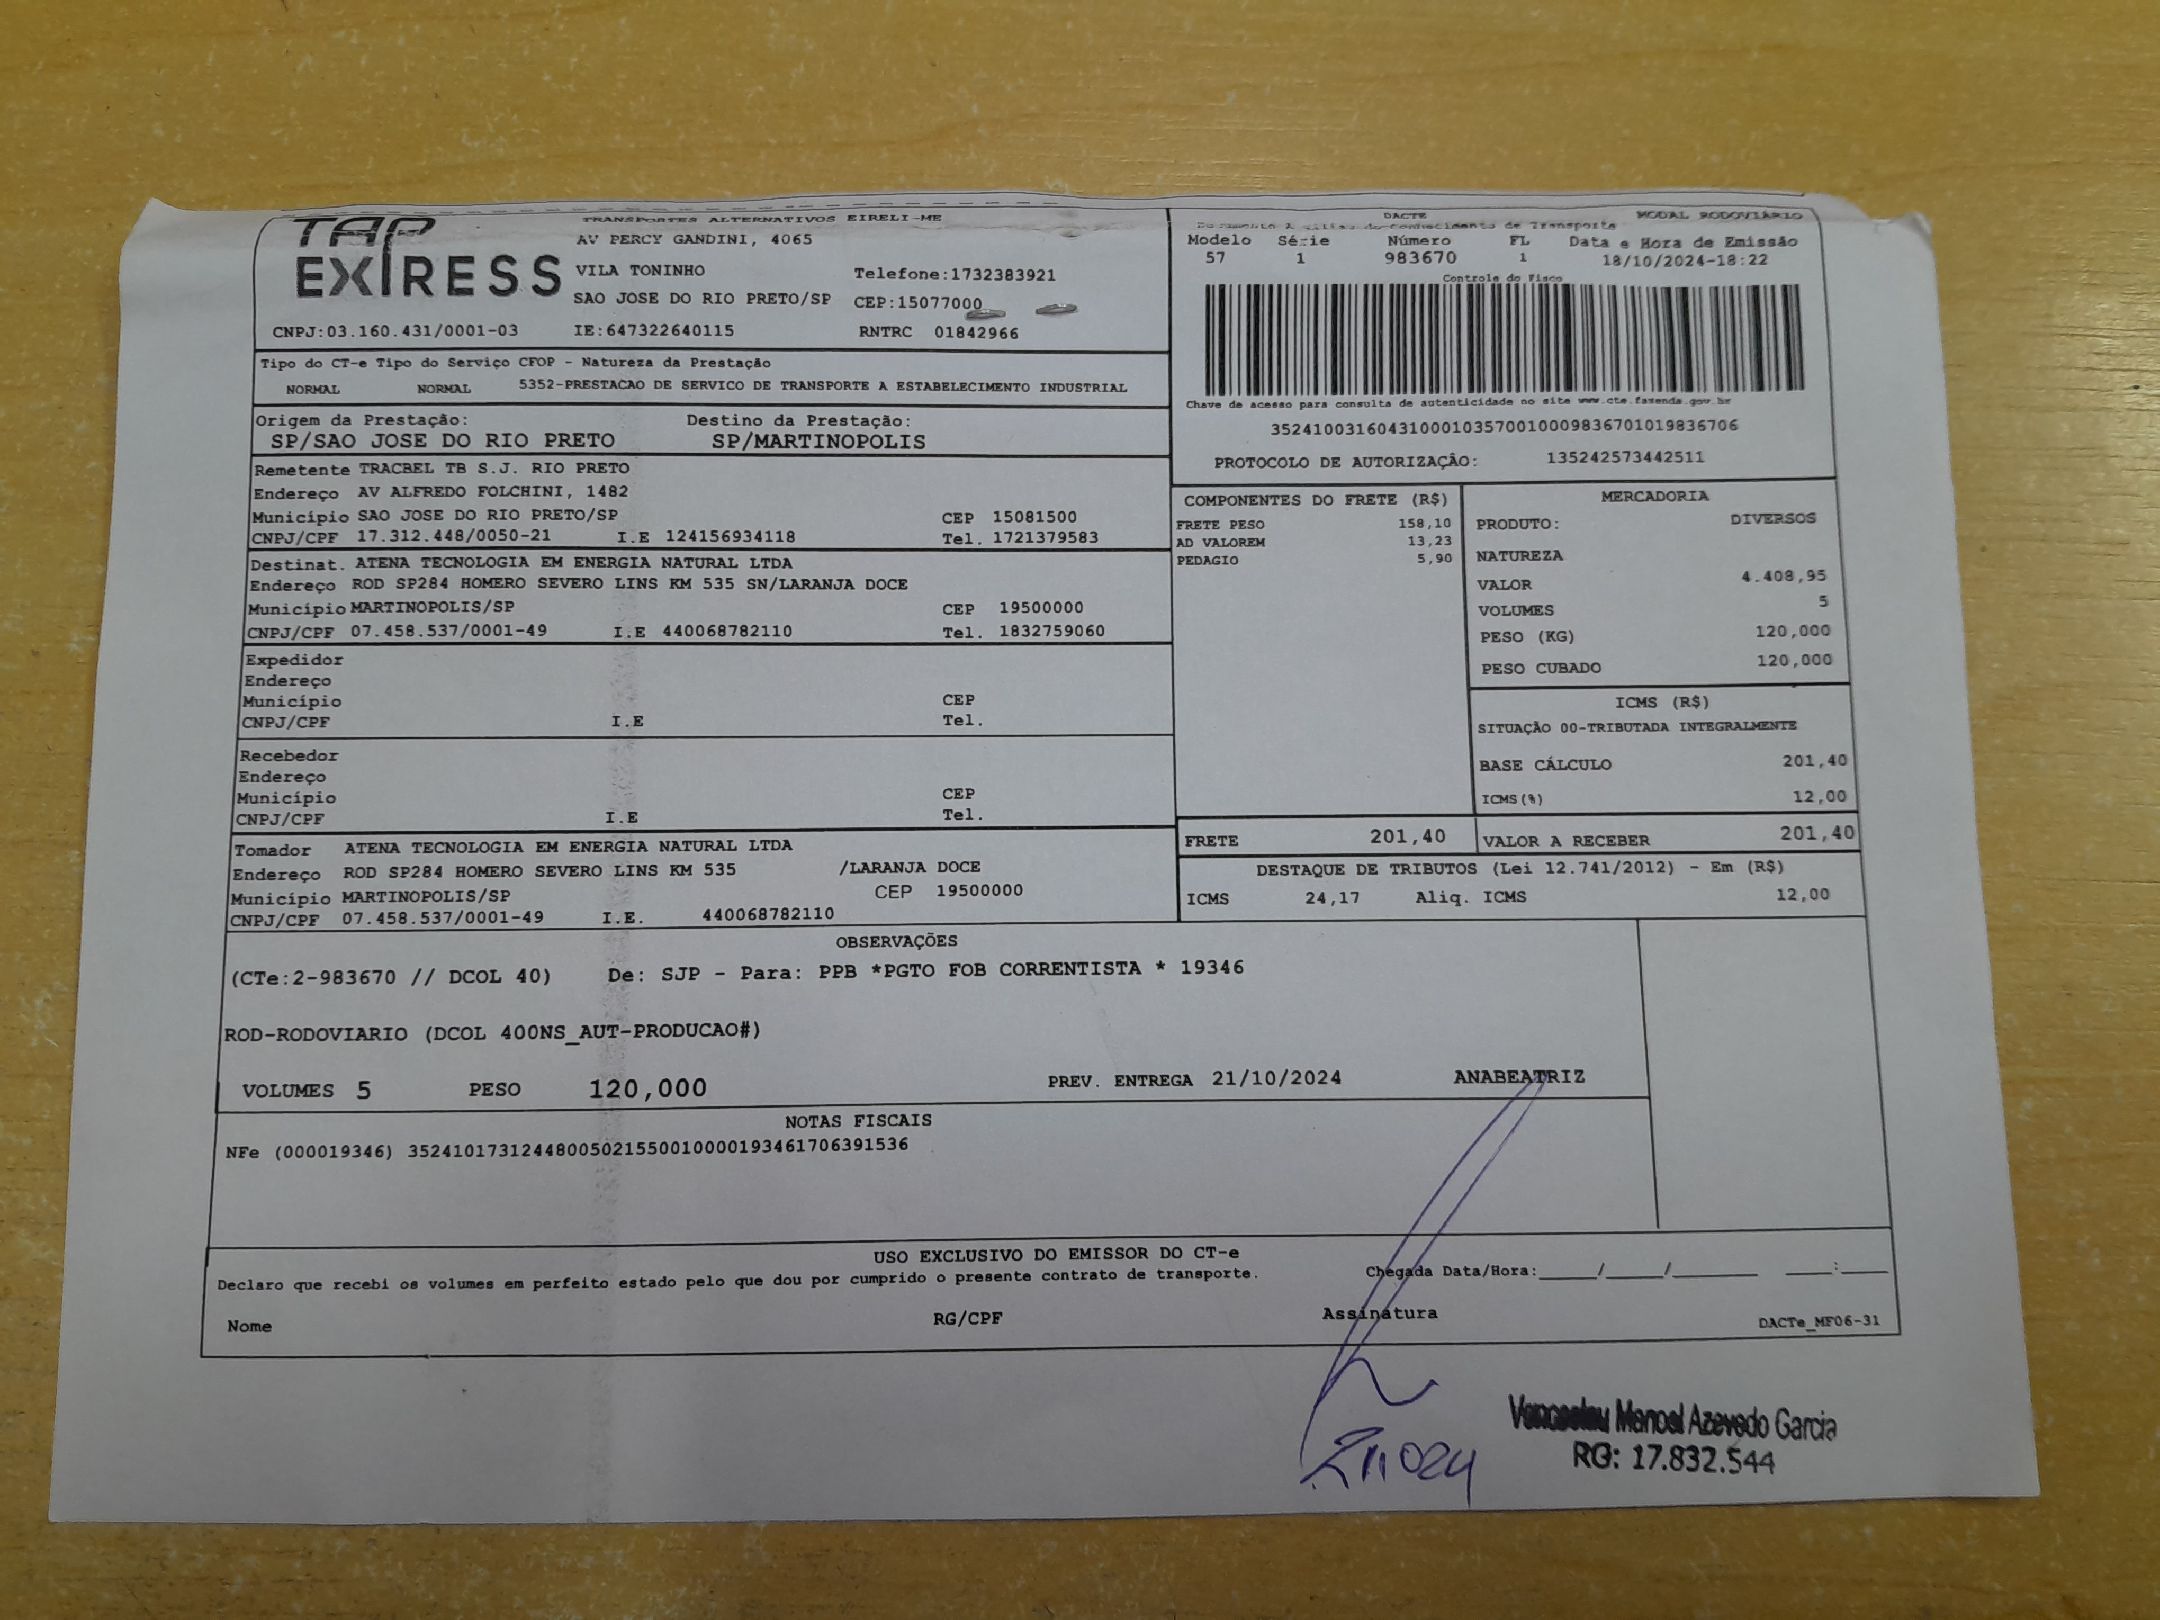 TAP
EXPRESS
TRANSPORTES ALTERNATIVOS EIRELI-ME
AV PERCY GANDINI, 4065
VILA TONINHO Telefone:1732383921
SAO JOSE DO RIO PRETO/SP CEP:15077000
CNPJ:03.160.431/0001-03 IE:647322640115 RNTRC 01842966
DACTE MODAL RODOVIÁRIO
Documento Auxiliar do Conhecimento de Transporte
Modelo Série Número FL Data e Hora de Emissão
57 1 983670 1 18/10/2024-18:22
Controle do Fisco
Chave de acesso para consulta de autenticidade no site www.cte.fazenda.gov.br
35241003160431000103570010009836701019836706
PROTOCOLO DE AUTORIZAÇÃO: 135242573442511
Tipo do CT-e Tipo do Serviço CFOP - Natureza da Prestação
NORMAL NORMAL 5352-PRESTACAO DE SERVICO DE TRANSPORTE A ESTABELECIMENTO INDUSTRIAL
Origem da Prestação: Destino da Prestação:
SP/SAO JOSE DO RIO PRETO SP/MARTINOPOLIS
Remetente TRACBEL TB S.J. RIO PRETO
Endereço AV ALFREDO FOLCHINI, 1482
Município SAO JOSE DO RIO PRETO/SP CEP 15081500
CNPJ/CPF 17.312.448/0050-21 I.E 124156934118 Tel. 1721379583
Destinat. ATENA TECNOLOGIA EM ENERGIA NATURAL LTDA
Endereço ROD SP284 HOMERO SEVERO LINS KM 535 SN/LARANJA DOCE
Município MARTINOPOLIS/SP CEP 19500000
CNPJ/CPF 07.458.537/0001-49 I.E 440068782110 Tel. 1832759060
Expedidor
Endereço
Município CEP
CNPJ/CPF I.E Tel.
Recebedor
Endereço
Município CEP
CNPJ/CPF I.E Tel.
Tomador ATENA TECNOLOGIA EM ENERGIA NATURAL LTDA
Endereço ROD SP284 HOMERO SEVERO LINS KM 535 /LARANJA DOCE
Município MARTINOPOLIS/SP CEP 19500000
CNPJ/CPF 07.458.537/0001-49 I.E. 440068782110
COMPONENTES DO FRETE (R$)
FRETE PESO 158,10
AD VALOREM 13,23
PEDAGIO 5,90
MERCADORIA
PRODUTO: DIVERSOS
NATUREZA
VALOR 4.408,95
VOLUMES 5
PESO (KG) 120,000
PESO CUBADO 120,000
ICMS (R$)
SITUAÇÃO 00-TRIBUTADA INTEGRALMENTE
BASE CÁLCULO 201,40
ICMS(%) 12,00
FRETE 201,40 VALOR A RECEBER 201,40
DESTAQUE DE TRIBUTOS (Lei 12.741/2012) - Em (R$)
ICMS 24,17 Aliq. ICMS 12,00
OBSERVAÇÕES
(CTe:2-983670 // DCOL 40) De: SJP - Para: PPB *PGTO FOB CORRENTISTA * 19346
ROD-RODOVIARIO (DCOL 400NS_AUT-PRODUCAO#)
VOLUMES 5 PESO 120,000 PREV. ENTREGA 21/10/2024 ANABEATRIZ
NOTAS FISCAIS
NFe (000019346) 35241017312448005021550010000193461706391536
USO EXCLUSIVO DO EMISSOR DO CT-e
Declaro que recebi os volumes em perfeito estado pelo que dou por cumprido o presente contrato de transporte. Chegada Data/Hora:____/____/______ ___:___
Nome RG/CPF Assinatura DACTe_MF06-31
Venceslau Manoel Azevedo Garcia
RG: 17.832.544